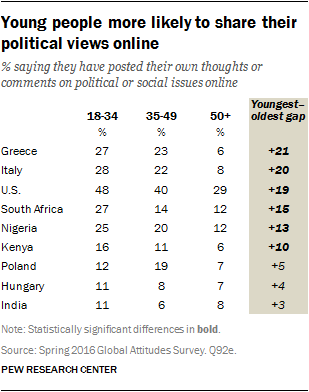 Young people more likely to share their
political views online
% saying they have posted their own thoughts or
comments on political or social issues online
18-34 35-49 50+ Youngest–
oldest gap
% % %
Greece 27 23 6 +21
Italy 28 22 8 +20
U.S. 48 40 29 +19
South Africa 27 14 12 +15
Nigeria 25 20 12 +13
Kenya 16 11 6 +10
Poland 12 19 7 +5
Hungary 11 8 7 +4
India 11 6 8 +3
Note: Statistically significant differences in bold.
Source: Spring 2016 Global Attitudes Survey. Q92e.
PEW RESEARCH CENTER